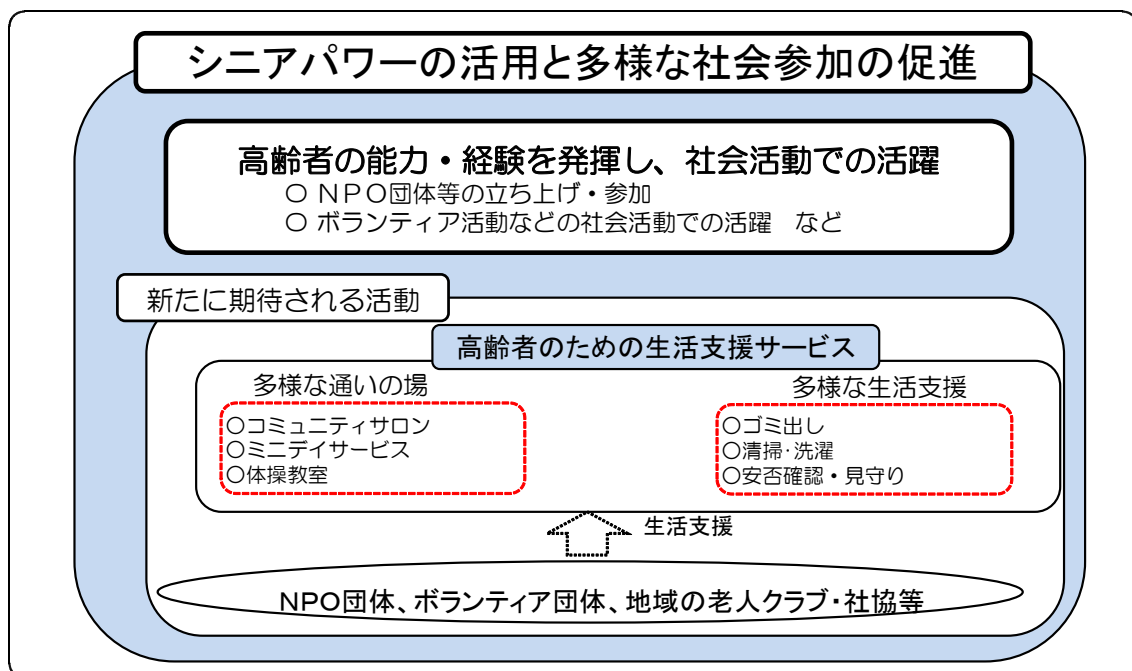 シニアパワーの活用と多様な社会参加の促進
高齢者の能力・経験を発揮し、社会活動での活躍
○ ＮＰＯ団体等の立ち上げ・参加
○ ボランティア活動などの社会活動での活躍　など
新たに期待される活動
高齢者のための生活支援サービス
多様な通いの場
○コミュニティサロン
○ミニデイサービス
○体操教室
多様な生活支援
○ゴミ出し
○清掃・洗濯
○安否確認・見守り
生活支援
NPO団体、ボランティア団体、地域の老人クラブ・社協等